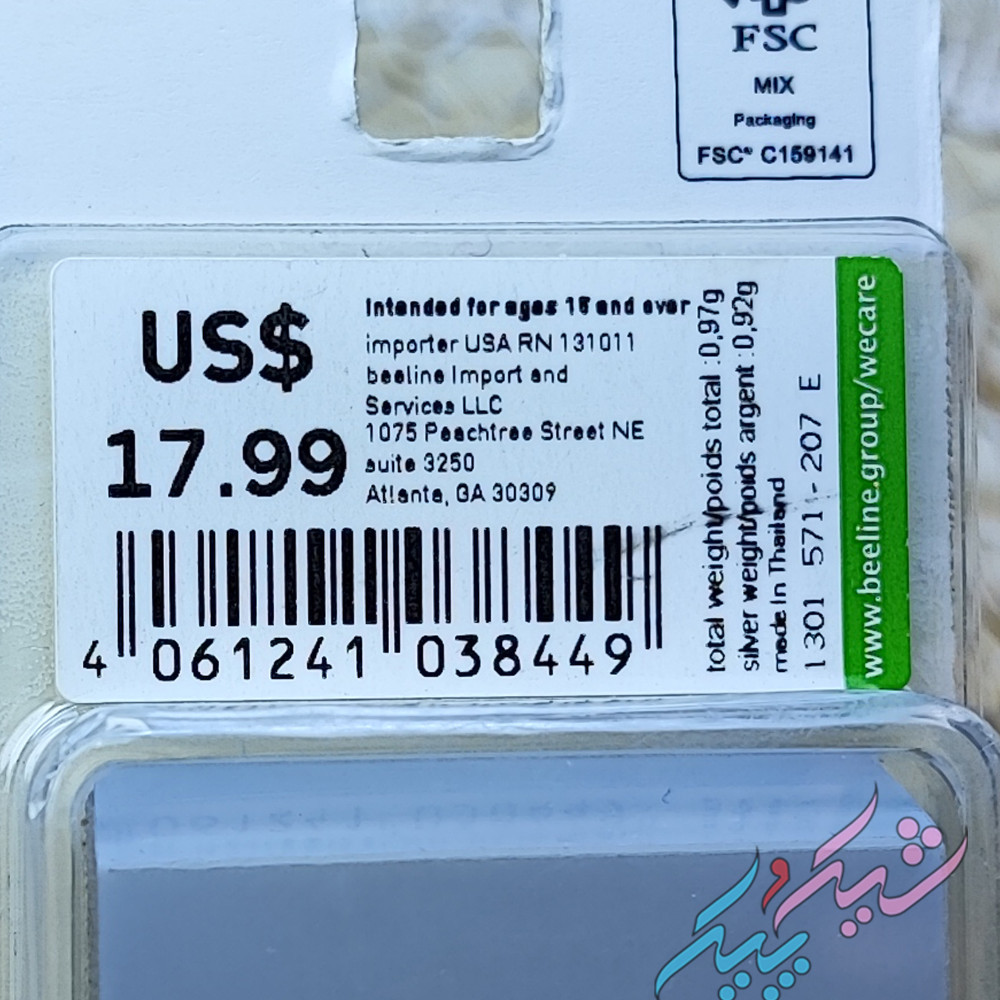 FSC
MIX
Packaging
FSC® C159141
US$
17.99
Intended for ages 15 and over
importer USA RN 131011
beeline Import and
Services LLC
1075 Peachtree Street NE
suite 3250
Atlanta, GA 30309
4 061241 038449
total weight/poids total :0,97g
silver weight/poids argent :0,92g
made in Thailand
1301 571-207 E
www.beeline.group/wecare
شیک و پیک